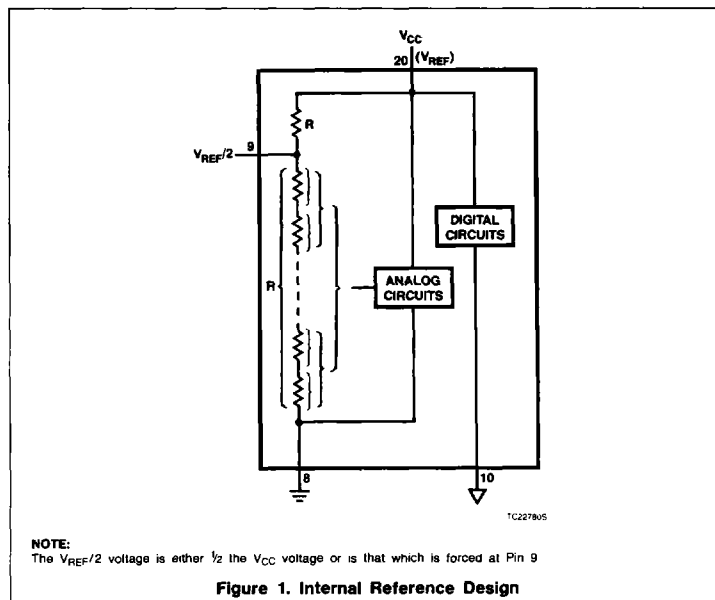 V_CC
20 (V_REF)
R
V_REF/2 9
DIGITAL
CIRCUITS
R
ANALOG
CIRCUITS
8
10
TC22780S
NOTE:
The V_REF/2 voltage is either 1/2 the V_CC voltage or is that which is forced at Pin 9
Figure 1. Internal Reference Design